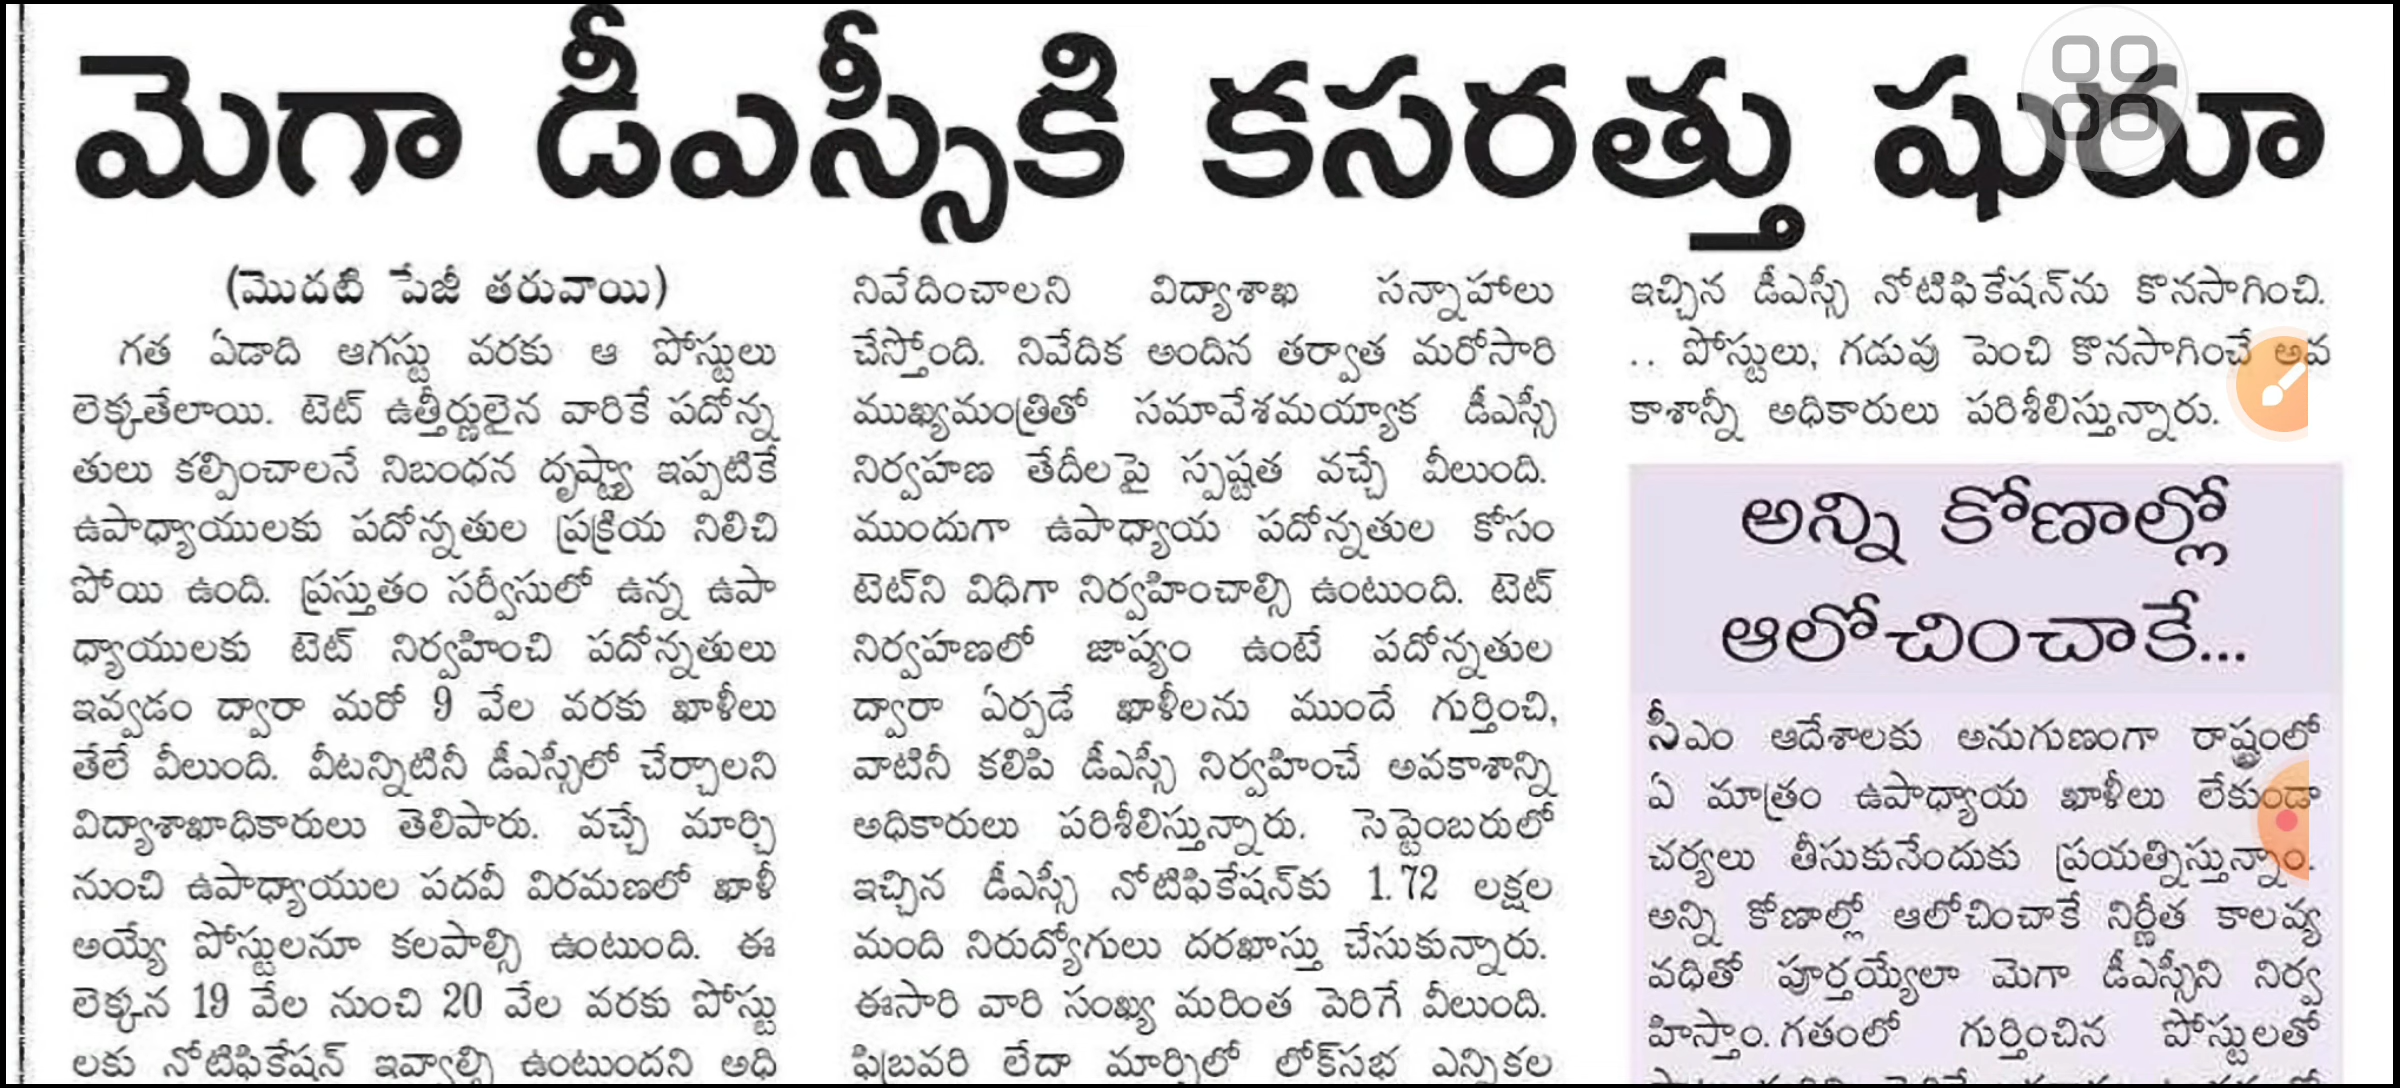 మెగా డీఎస్సీకి కసరత్తు షురూ
(మొదటి పేజీ తరువాయి)
గత ఏడాది ఆగస్టు వరకు ఆ పోస్టులు
లెక్కతేలాయి. టెట్ ఉత్తీర్ణులైన వారికే పదోన్న
తులు కల్పించాలనే నిబంధన దృష్ట్యా ఇప్పటికే
ఉపాధ్యాయులకు పదోన్నతుల ప్రక్రియ నిలిచి
పోయి ఉంది. ప్రస్తుతం సర్వీసులో ఉన్న ఉపా
ధ్యాయులకు టెట్ నిర్వహించి పదోన్నతులు
ఇవ్వడం ద్వారా మరో 9 వేల వరకు ఖాళీలు
తేలే వీలుంది. వీటన్నిటినీ డీఎస్సీలో చేర్చాలని
విద్యాశాఖాధికారులు తెలిపారు. వచ్చే మార్చి
నుంచి ఉపాధ్యాయుల పదవీ విరమణలో ఖాళీ
అయ్యే పోస్టులనూ కలపాల్సి ఉంటుంది. ఈ
లెక్కన 19 వేల నుంచి 20 వేల వరకు పోస్టు
లకు నోటిఫికేషన్ ఇవ్వాల్సి ఉంటుందని అధి
నివేదించాలని విద్యాశాఖ సన్నాహాలు
చేస్తోంది. నివేదిక అందిన తర్వాత మరోసారి
ముఖ్యమంత్రితో సమావేశమయ్యాక డీఎస్సీ
నిర్వహణ తేదీలపై స్పష్టత వచ్చే వీలుంది.
ముందుగా ఉపాధ్యాయ పదోన్నతుల కోసం
టెట్‌ని విధిగా నిర్వహించాల్సి ఉంటుంది. టెట్
నిర్వహణలో జాప్యం ఉంటే పదోన్నతుల
ద్వారా ఏర్పడే ఖాళీలను ముందే గుర్తించి,
వాటినీ కలిపి డీఎస్సీ నిర్వహించే అవకాశాన్ని
అధికారులు పరిశీలిస్తున్నారు. సెప్టెంబరులో
ఇచ్చిన డీఎస్సీ నోటిఫికేషన్‌కు 1.72 లక్షల
మంది నిరుద్యోగులు దరఖాస్తు చేసుకున్నారు.
ఈసారి వారి సంఖ్య మరింత పెరిగే వీలుంది.
ఫిబ్రవరి లేదా మార్చిలో లోక్‌సభ ఎన్నికల
ఇచ్చిన డీఎస్సీ నోటిఫికేషన్‌ను కొనసాగించి.
.. పోస్టులు, గడువు పెంచి కొనసాగించే అవ
కాశాన్నీ అధికారులు పరిశీలిస్తున్నారు.
అన్ని కోణాల్లో
ఆలోచించాకే...
సీఎం ఆదేశాలకు అనుగుణంగా రాష్ట్రంలో
ఏ మాత్రం ఉపాధ్యాయ ఖాళీలు లేకుండా
చర్యలు తీసుకునేందుకు ప్రయత్నిస్తున్నాం.
అన్ని కోణాల్లో ఆలోచించాకే నిర్ణీత కాలవ్య
వధితో పూర్తయ్యేలా మెగా డీఎస్సీని నిర్వ
హిస్తాం. గతంలో గుర్తించిన పోస్టులతో